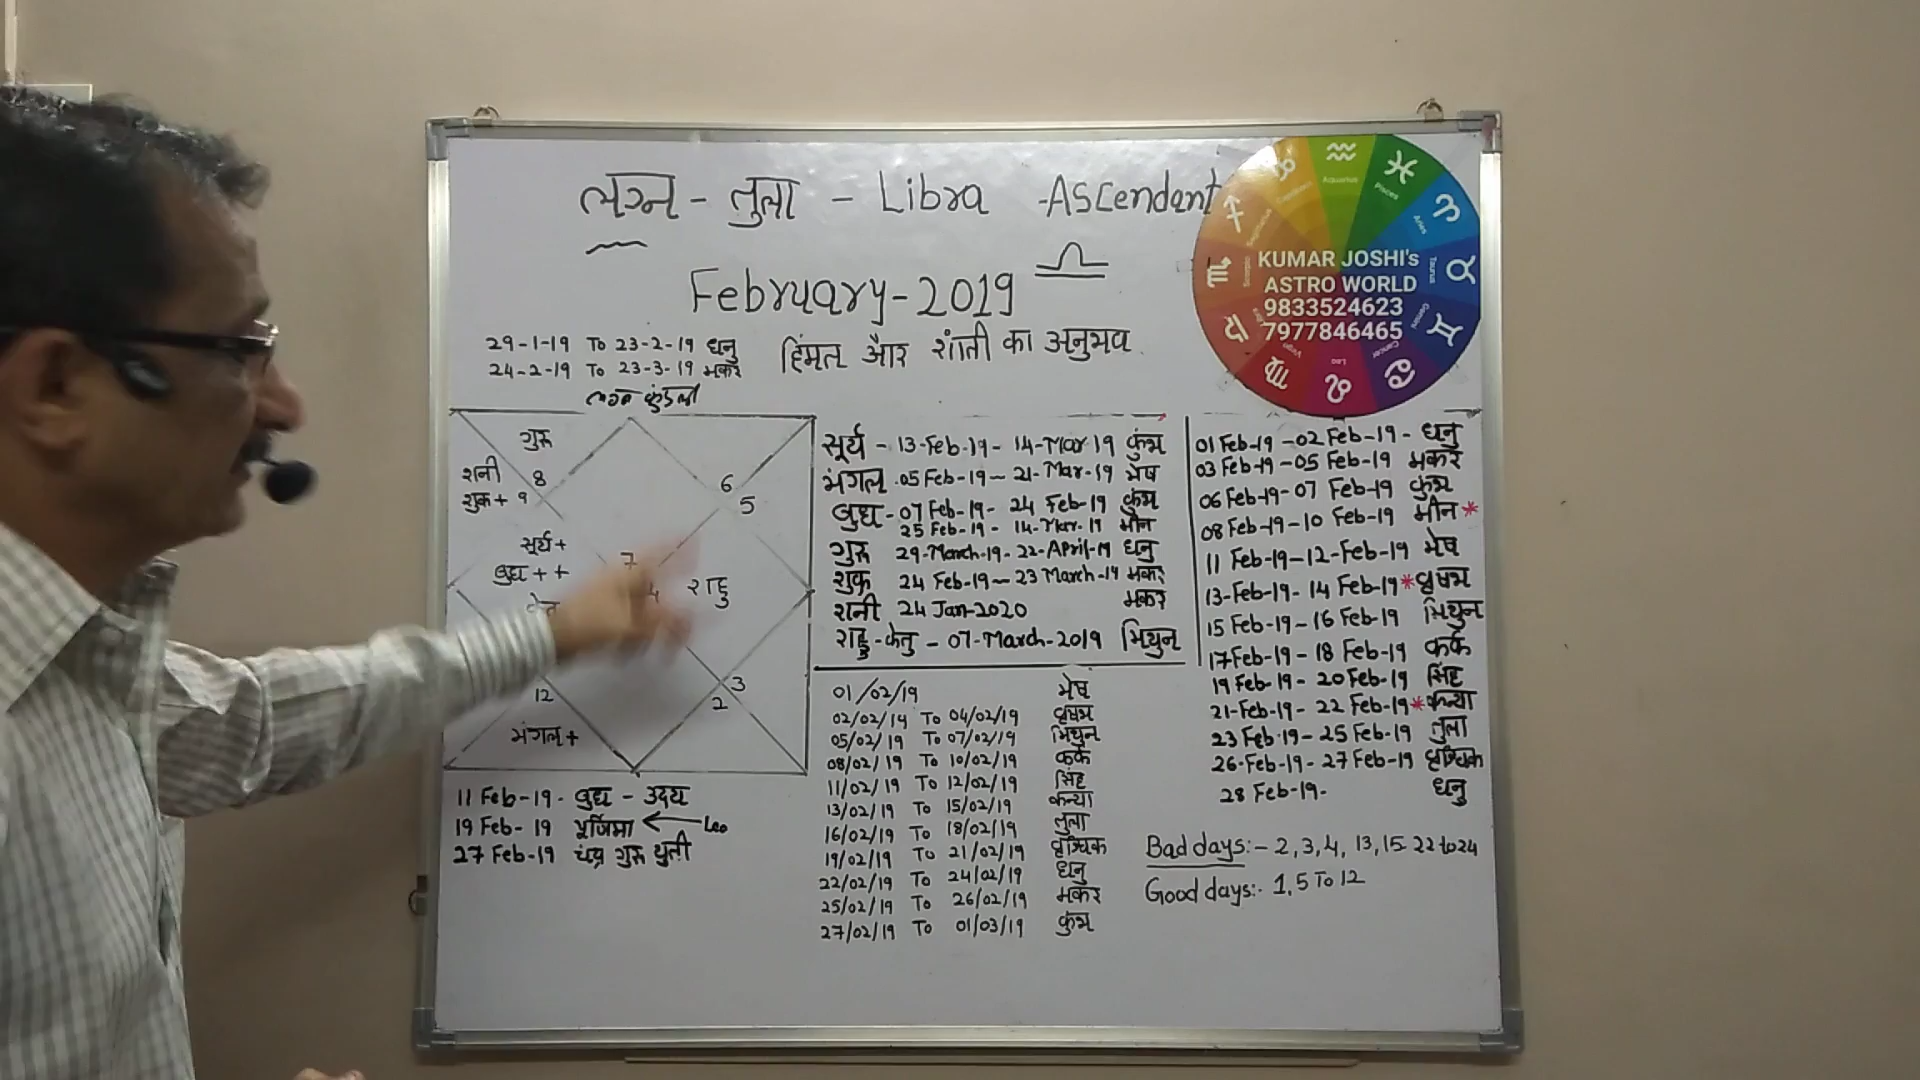 लग्न - तुला - Libra - Ascendant
February-2019
हिंमत और शांती का अनुभव
29-1-19 To 23-2-19 धनु
24-2-19 To 23-3-19 मकर
लग्न कुंडली
गुरु
8
शनी
शुक्र + 9
6
5
सूर्य +
बुध + +
7
4
राहु
12
मंगल +
3
2
11 Feb-19 - बुध - उदय
19 Feb-19 पूर्णिमा ← Leo
27 Feb-19 चंद्र गुरु युती
सूर्य - 13-Feb-19 - 14-Mar-19 कुंभ
मंगल - 05 Feb-19 - 21-Mar-19 मेष
बुध - 07 Feb-19 - 24 Feb-19 कुंभ
25 Feb-19 - 14-Mar-19 मीन
गुरु 29-March-19 - 22-April-19 धनु
शुक्र 24 Feb-19 - 23 March-19 मकर
शनी 24 Jan-2020 मकर
राहु-केतु - 07-March-2019 मिथुन
01/02/19 मेष
02/02/19 To 04/02/19 वृषभ
05/02/19 To 07/02/19 मिथुन
08/02/19 To 10/02/19 कर्क
11/02/19 To 12/02/19 सिंह
13/02/19 To 15/02/19 कन्या
16/02/19 To 18/02/19 तुला
19/02/19 To 21/02/19 वृश्चिक
22/02/19 To 24/02/19 धनु
25/02/19 To 26/02/19 मकर
27/02/19 To 01/03/19 कुंभ
01 Feb-19 - 02 Feb-19 - धनु
03 Feb-19 - 05 Feb-19 मकर
06 Feb-19 - 07 Feb-19 कुंभ
08 Feb-19 - 10 Feb-19 मीन *
11 Feb-19 - 12-Feb-19 मेष
13-Feb-19 - 14 Feb-19 * वृषभ
15 Feb-19 - 16 Feb-19 मिथुन
17 Feb-19 - 18 Feb-19 कर्क
19 Feb-19 - 20 Feb-19 सिंह
21-Feb-19 - 22 Feb-19 * कन्या
23 Feb-19 - 25 Feb-19 तुला
26-Feb-19 - 27 Feb-19 वृश्चिक
28 Feb-19 - धनु
Bad days:- 2,3,4, 13,15 22 to 24
Good days:- 1,5 To 12
KUMAR JOSHI's
ASTRO WORLD
9833524623
7977846465
Aquarius
Pisces
Aries
Taurus
Gemini
Cancer
Leo
Virgo